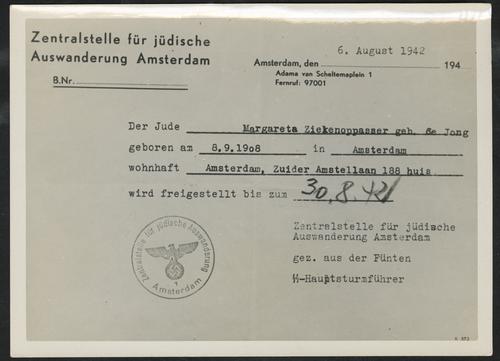 Zentralstelle für jüdische
Auswanderung Amsterdam
B.Nr.
6. August 1942
Amsterdam, den 194
Adama van Scheltemaplein 1
Fernruf: 97001
Der Jude Margareta Ziekenoppasser geh. de Jong
geboren am 8.9.1908 in Amsterdam
wohnhaft Amsterdam, Zuider Amstellaan 188 huis
wird freigestellt bis zum 30.8.42
Zentralstelle für jüdische
Auswanderung Amsterdam
gez. aus der Fünten
SS-Hauptsturmführer
Zentralstelle für jüdische Auswanderung
1
Amsterdam